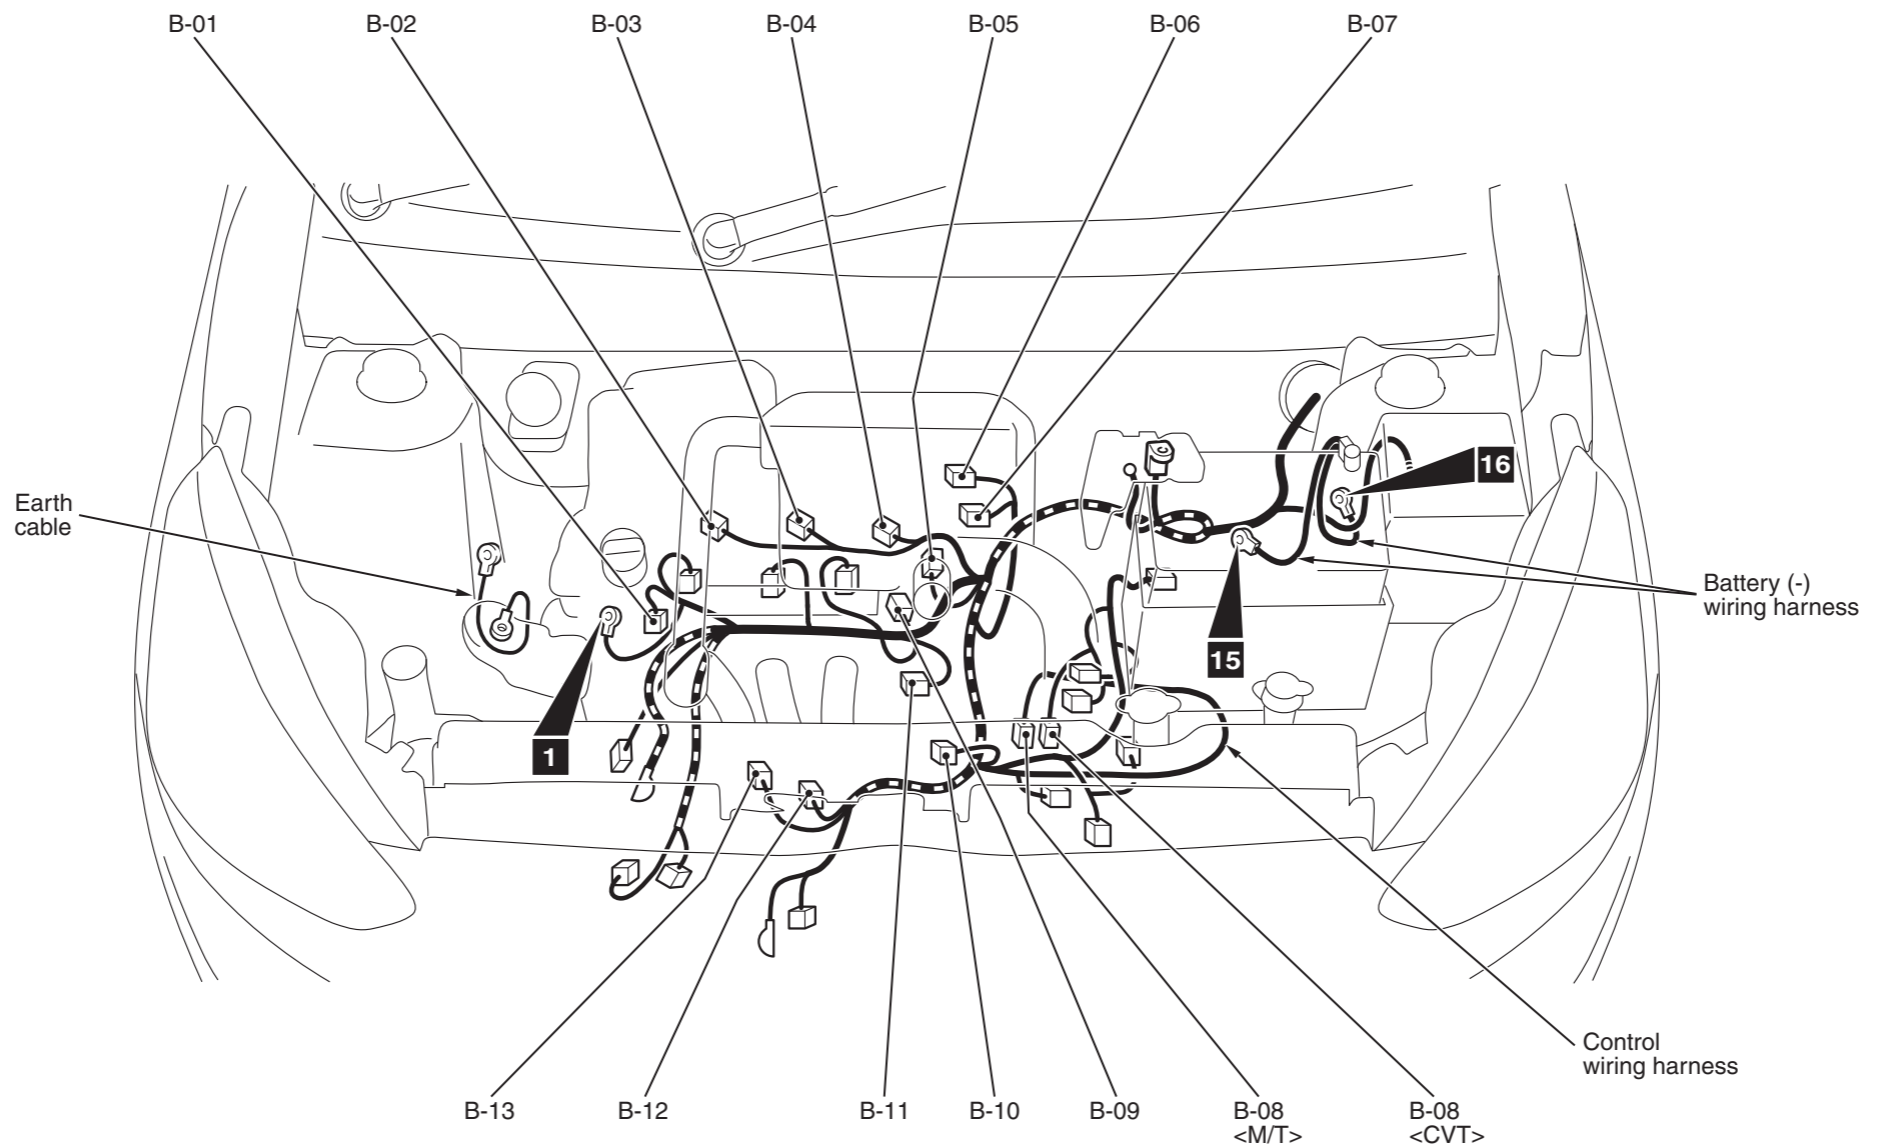 B-01
B-02
B-03
B-04
B-05
B-06
B-07
16
Earth
cable
Battery (-)
wiring harness
15
1
Control
wiring harness
B-13
B-12
B-11
B-10
B-09
B-08
<M/T>
B-08
<CVT>